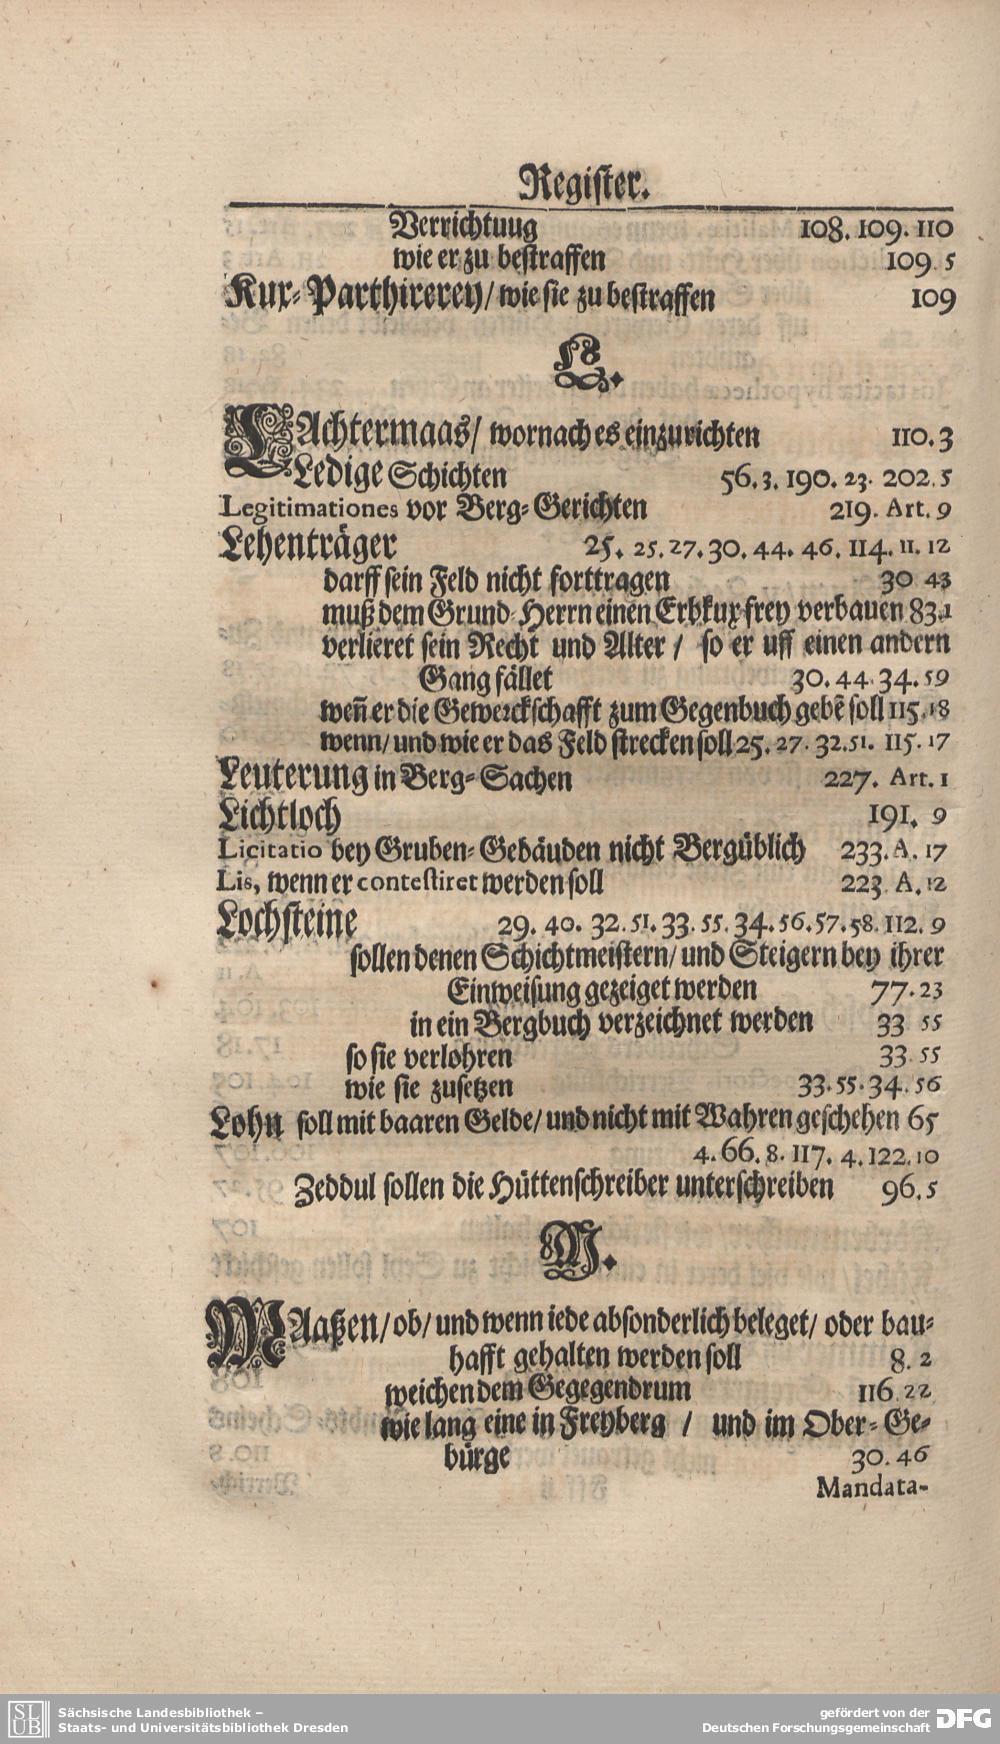 Register.
Verrichtuug 108. 109. 110
wie er zu bestraffen 109. 5
Kux-Parthirerey/ wie sie zu bestraffen 109
L.
LAchtermaas/ wornach es einzurichten 110. 3
Ledige Schichten 56. 3. 190. 23. 202. 5
Legitimationes vor Berg-Gerichten 219. Art. 9
Lehenträger 25. 25. 27. 30. 44. 46. 114. 11. 12
darff sein Feld nicht forttragen 30 43
muß dem Grund-Herrn einen Erbkux frey verbauen 83. 1
verlieret sein Recht und Alter / so er uff einen andern
Gang fället 30. 44. 34. 59
weñ er die Gewerckschafft zum Gegenbuch gebẽ soll 115. 18
wenn/ und wie er das Feld strecken soll 25. 27. 32. 51. 115. 17
Leuterung in Berg-Sachen 227. Art. 1
Lichtloch 191. 9
Licitatio bey Gruben-Gebäuden nicht Bergüblich 233. A. 17
Lis, wenn er contestiret werden soll 223 A. 12
Lochsteine 29. 40. 32. 51. 33. 55. 34. 56. 57. 58. 112. 9
sollen denen Schichtmeistern/ und Steigern bey ihrer
Einweisung gezeiget werden 77. 23
in ein Bergbuch verzeichnet werden 33 55
so sie verlohren 33. 55
wie sie zusetzen 33. 55. 34. 56
Lohn soll mit baaren Gelde/ und nicht mit Wahren geschehen 65
4. 66. 8. 117. 4. 122. 10
Zeddul sollen die Hüttenschreiber unterschreiben 96. 5
M.
MAaßen/ ob/ und wenn iede absonderlich beleget/ oder bau-
hafft gehalten werden soll 8. 2
weichen dem Gegegendrum 116. 22
wie lang eine in Freyberg / und im Ober-Ge-
bürge 30. 46
Mandata-
SLUB
Sächsische Landesbibliothek –
Staats- und Universitätsbibliothek Dresden
gefördert von der
Deutschen Forschungsgemeinschaft
DFG